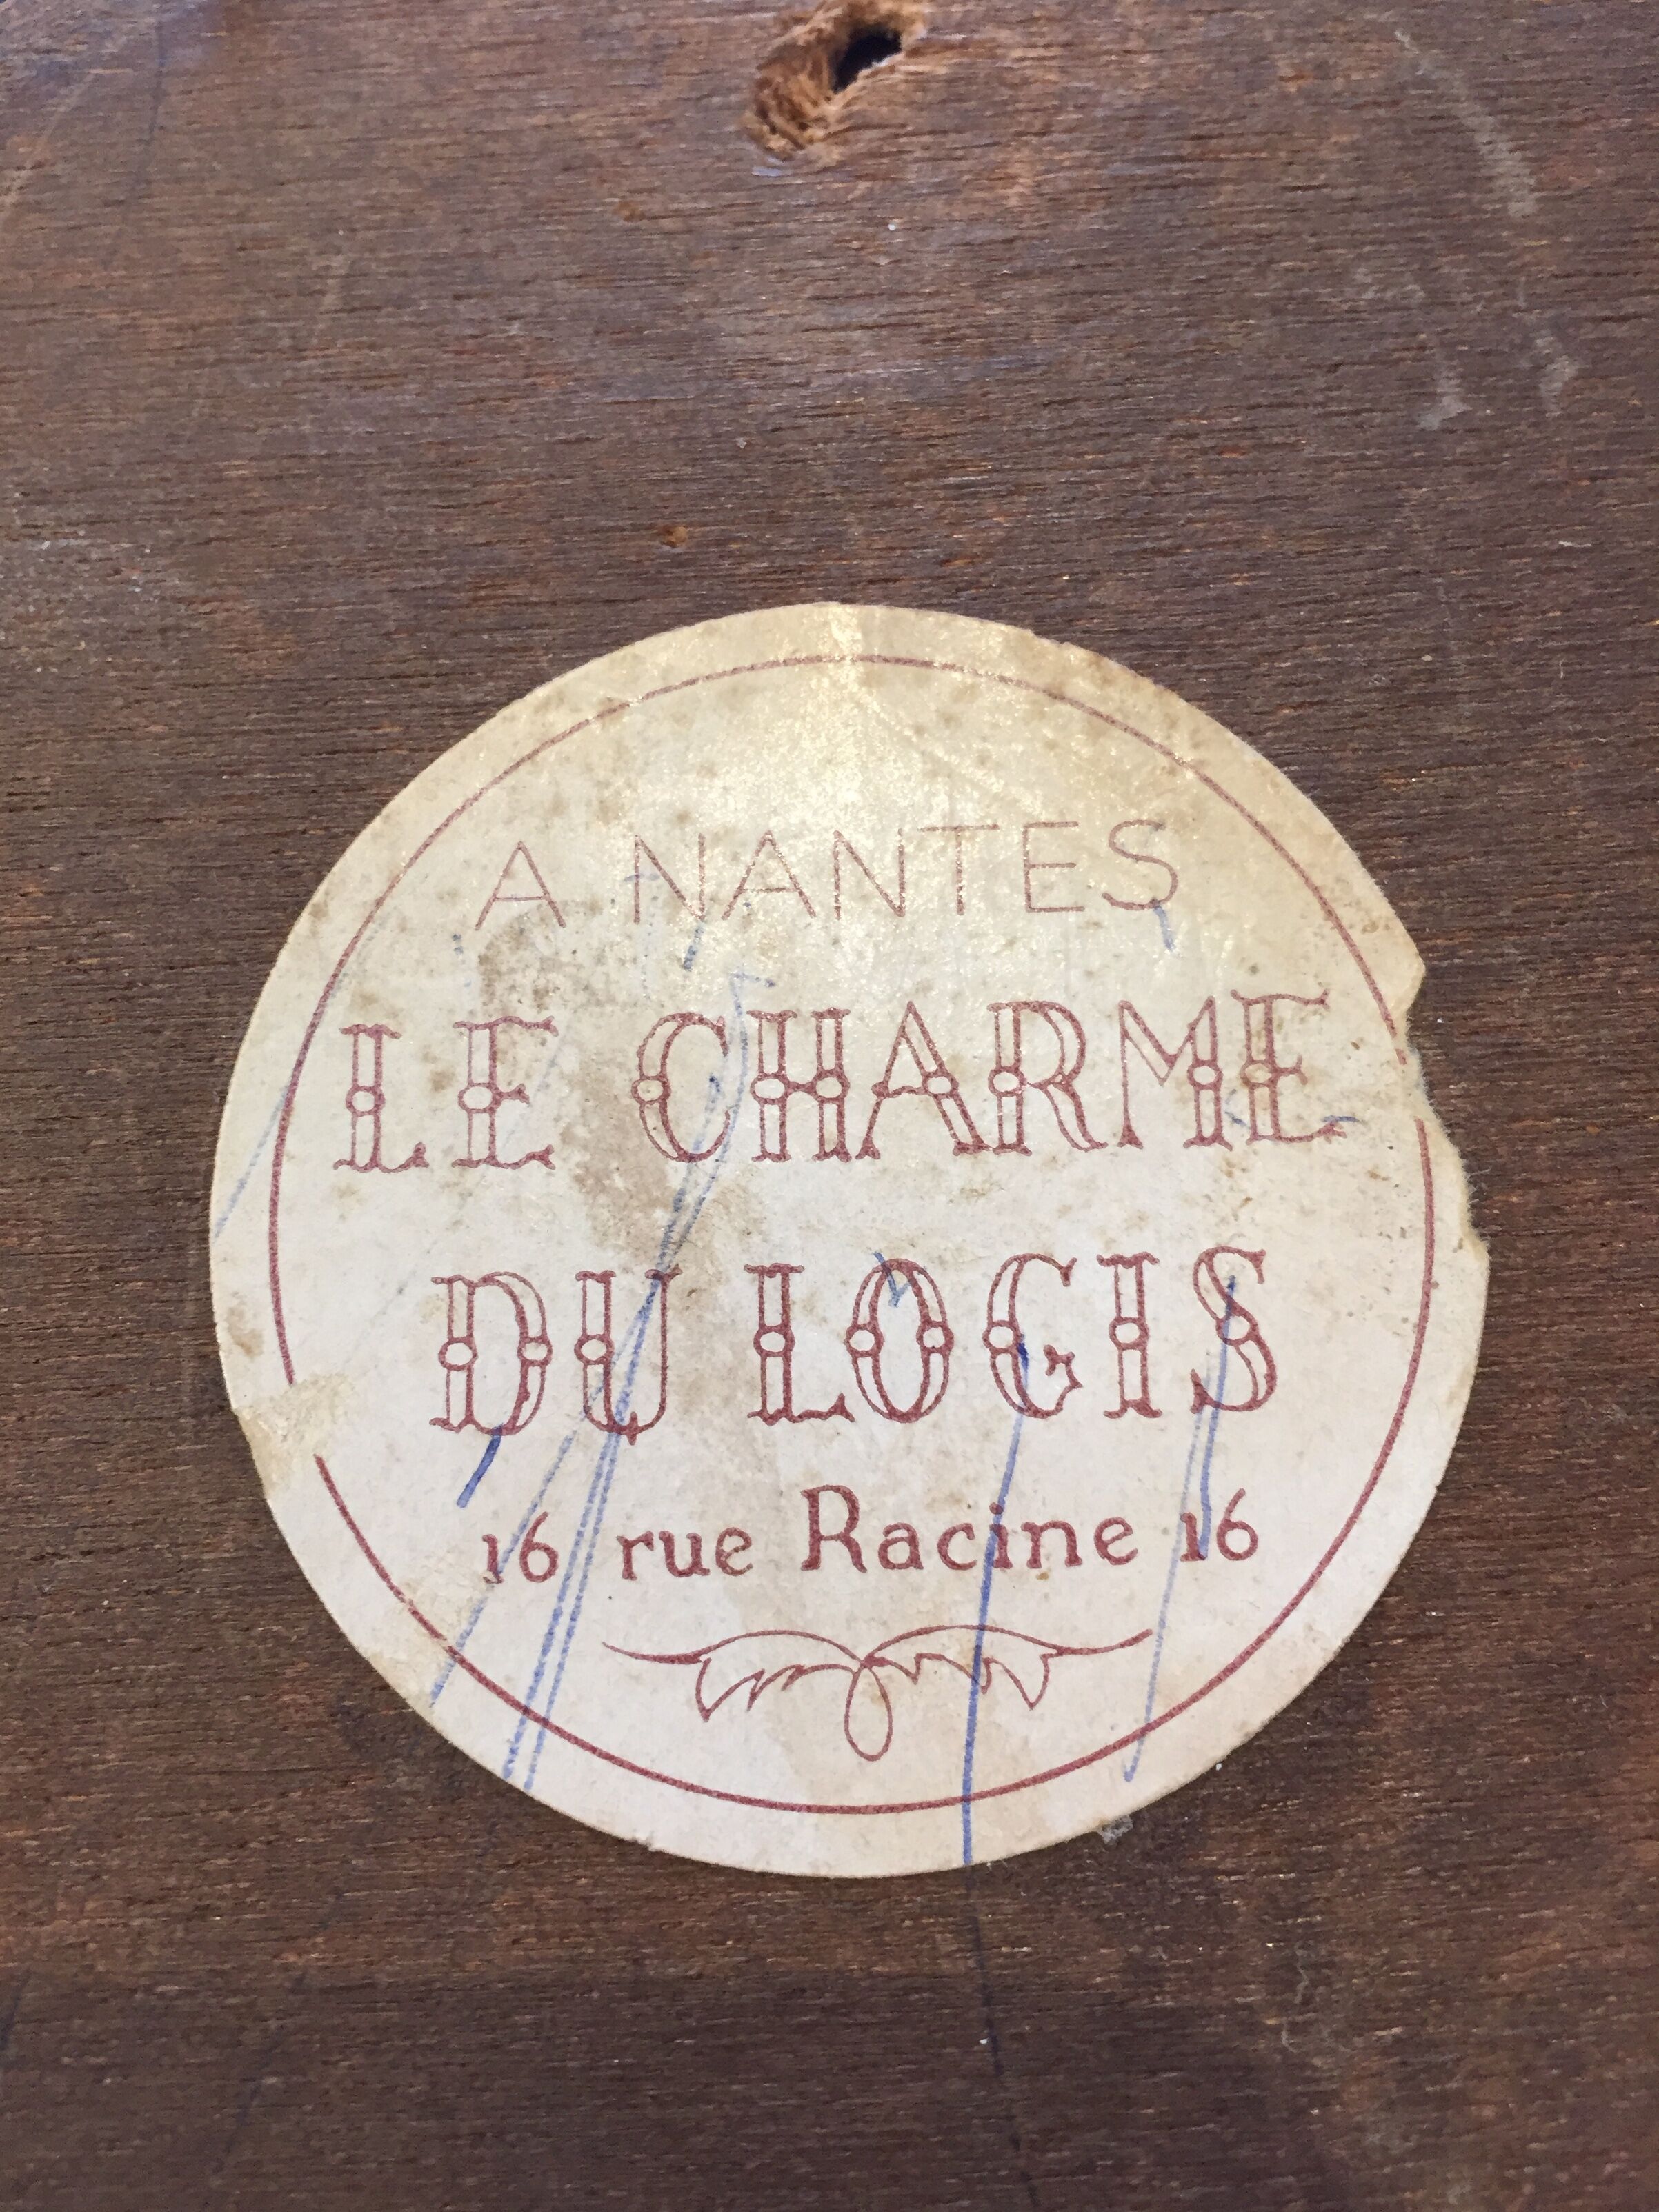 A NANTES
LE CHARME
DU LOGIS
16 rue Racine 16